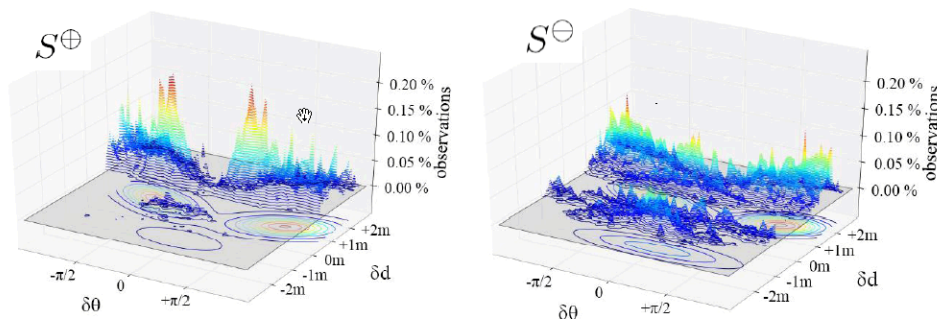 S⊕
0.20 %
0.15 %
0.10 %
0.05 %
0.00 %
observations
+2m
+1m
0m
-1m
-2m
δd
-π/2
0
+π/2
δθ
S⊖
0.20 %
0.15 %
0.10 %
0.05 %
0.00 %
observations
+2m
+1m
0m
-1m
-2m
δd
-π/2
0
+π/2
δθ